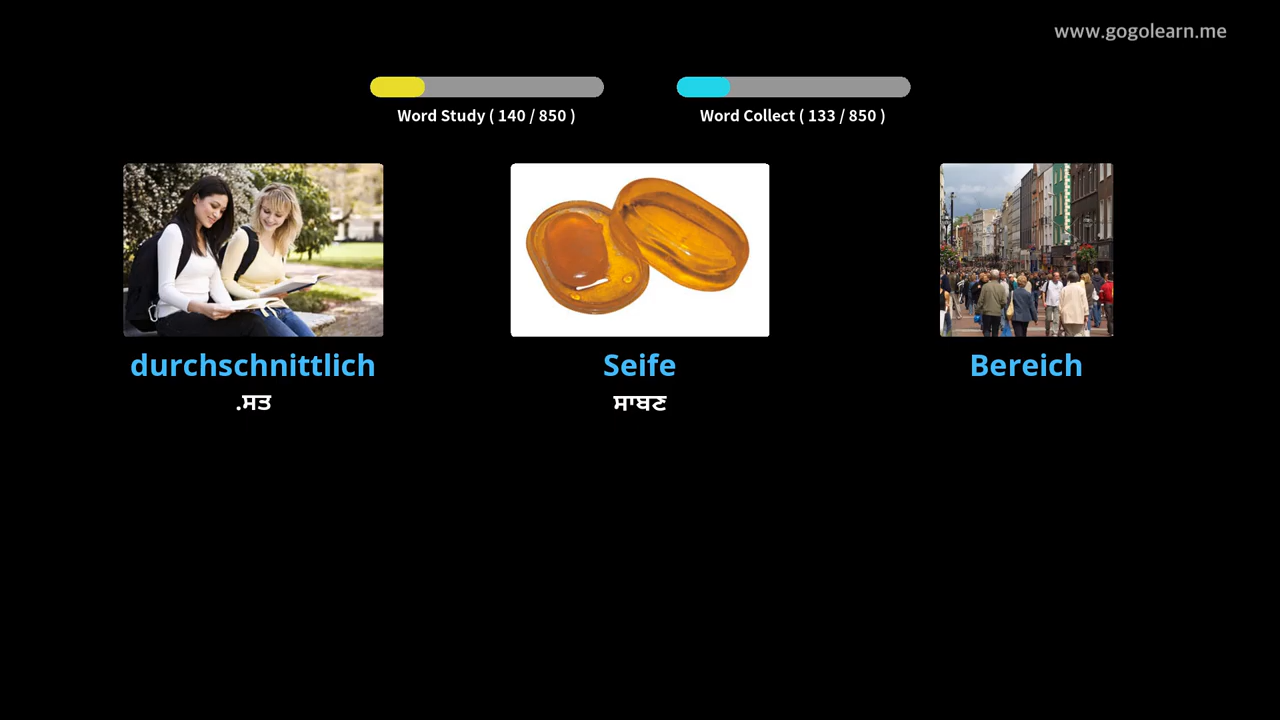 www.gogolearn.me
Word Study ( 140 / 850 )
Word Collect ( 133 / 850 )
durchschnittlich
Seife
Bereich
.ਸਤ
ਸਾਬਣ